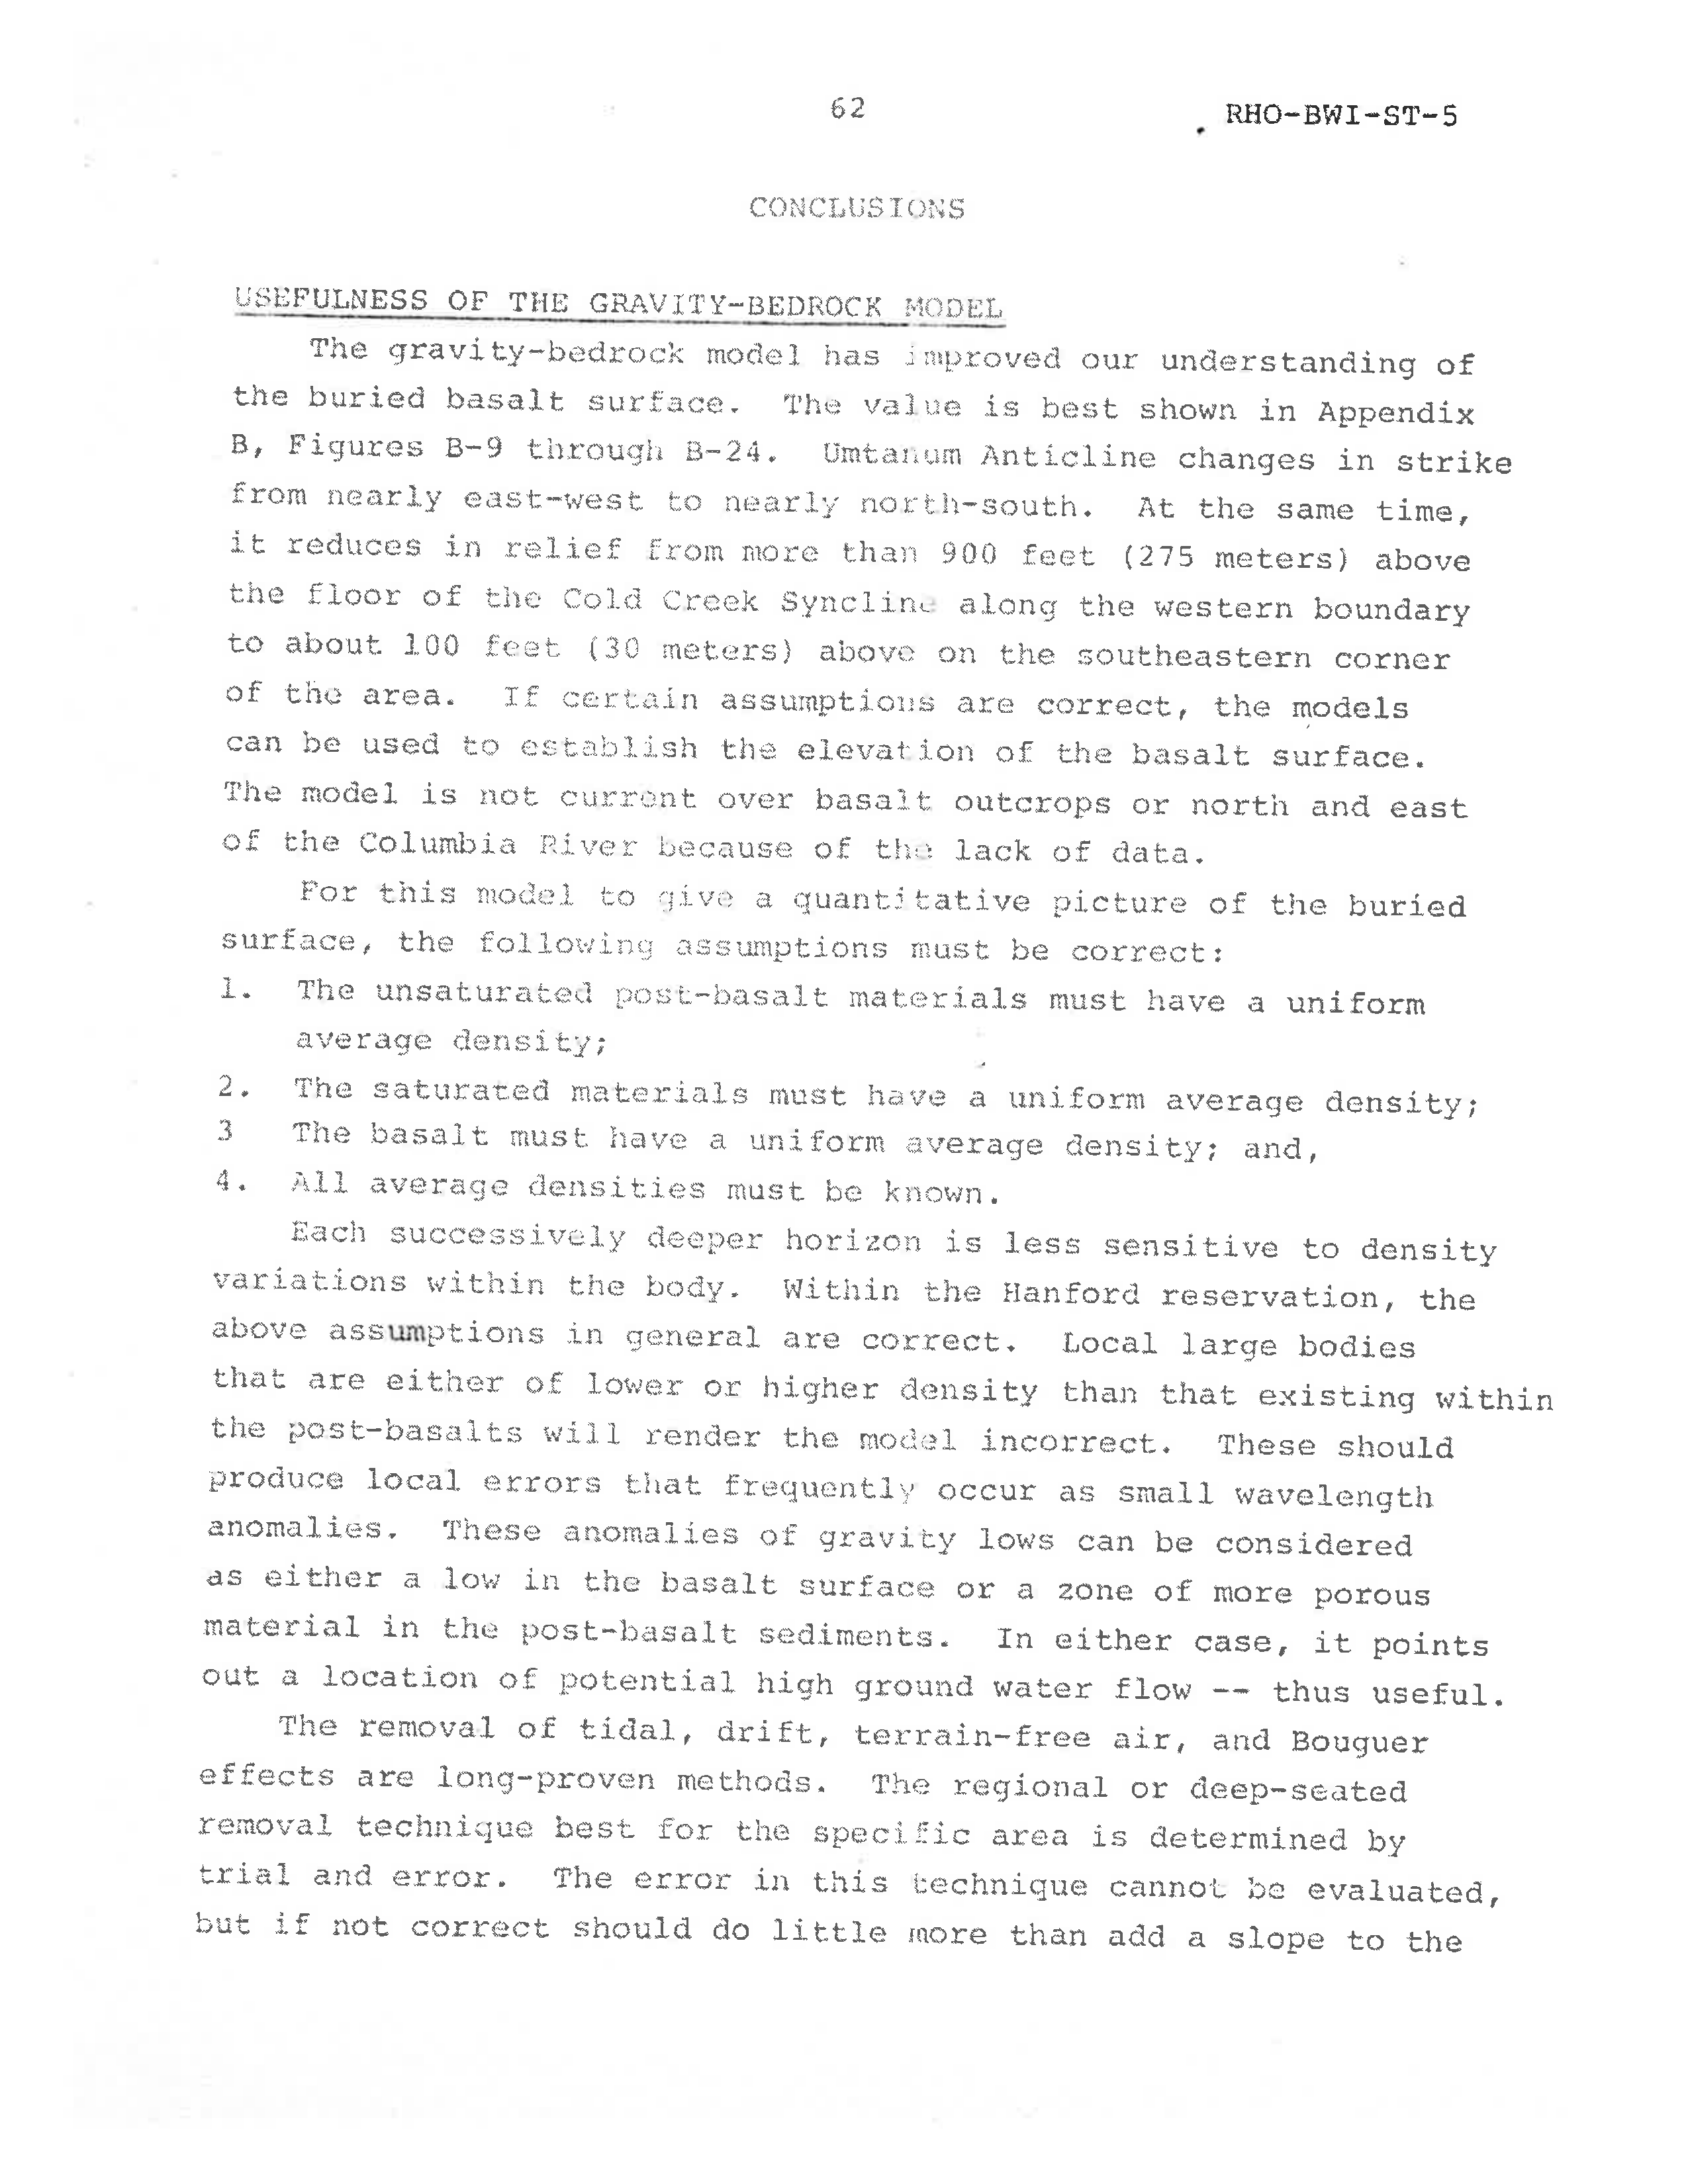 62
RHO-BWI-ST-5
CONCLUSIONS
USEFULNESS OF THE GRAVITY-BEDROCK MODEL
The gravity-bedrock model has improved our understanding of
the buried basalt surface. The value is best shown in Appendix
B, Figures B-9 through B-24. Umtanum Anticline changes in strike
from nearly east-west to nearly north-south. At the same time,
it reduces in relief from more than 900 feet (275 meters) above
the floor of the Cold Creek Syncline along the western boundary
to about 100 feet (30 meters) above on the southeastern corner
of the area. If certain assumptions are correct, the models
can be used to establish the elevation of the basalt surface.
The model is not current over basalt outcrops or north and east
of the Columbia River because of the lack of data.
For this model to give a quantitative picture of the buried
surface, the following assumptions must be correct:
1. The unsaturated post-basalt materials must have a uniform
average density;
2. The saturated materials must have a uniform average density;
3 The basalt must have a uniform average density; and,
4. All average densities must be known.
Each successively deeper horizon is less sensitive to density
variations within the body. Within the Hanford reservation, the
above assumptions in general are correct. Local large bodies
that are either of lower or higher density than that existing within
the post-basalts will render the model incorrect. These should
produce local errors that frequently occur as small wavelength
anomalies. These anomalies of gravity lows can be considered
as either a low in the basalt surface or a zone of more porous
material in the post-basalt sediments. In either case, it points
out a location of potential high ground water flow -- thus useful.
The removal of tidal, drift, terrain-free air, and Bouguer
effects are long-proven methods. The regional or deep-seated
removal technique best for the specific area is determined by
trial and error. The error in this technique cannot be evaluated,
but if not correct should do little more than add a slope to the